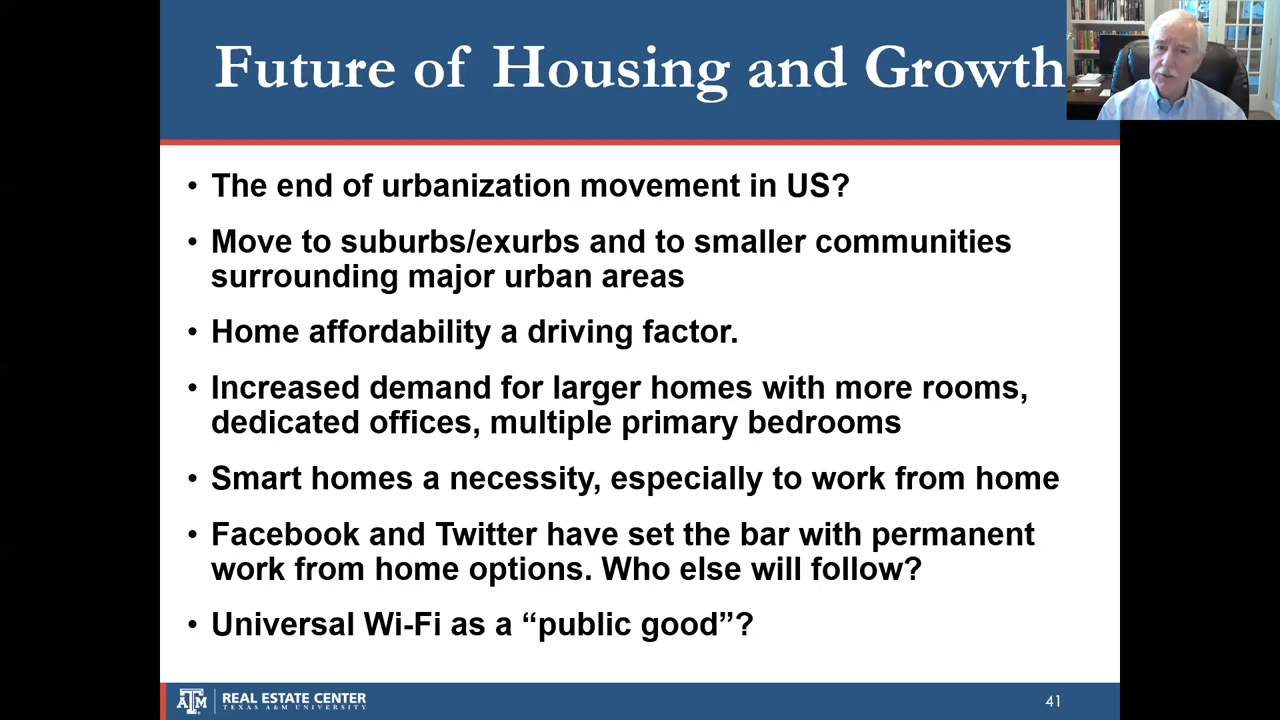 Future of Housing and Growth
• The end of urbanization movement in US?
• Move to suburbs/exurbs and to smaller communities
surrounding major urban areas
• Home affordability a driving factor.
• Increased demand for larger homes with more rooms,
dedicated offices, multiple primary bedrooms
• Smart homes a necessity, especially to work from home
• Facebook and Twitter have set the bar with permanent
work from home options. Who else will follow?
• Universal Wi-Fi as a “public good”?
ATM
REAL ESTATE CENTER
TEXAS A&M UNIVERSITY
41